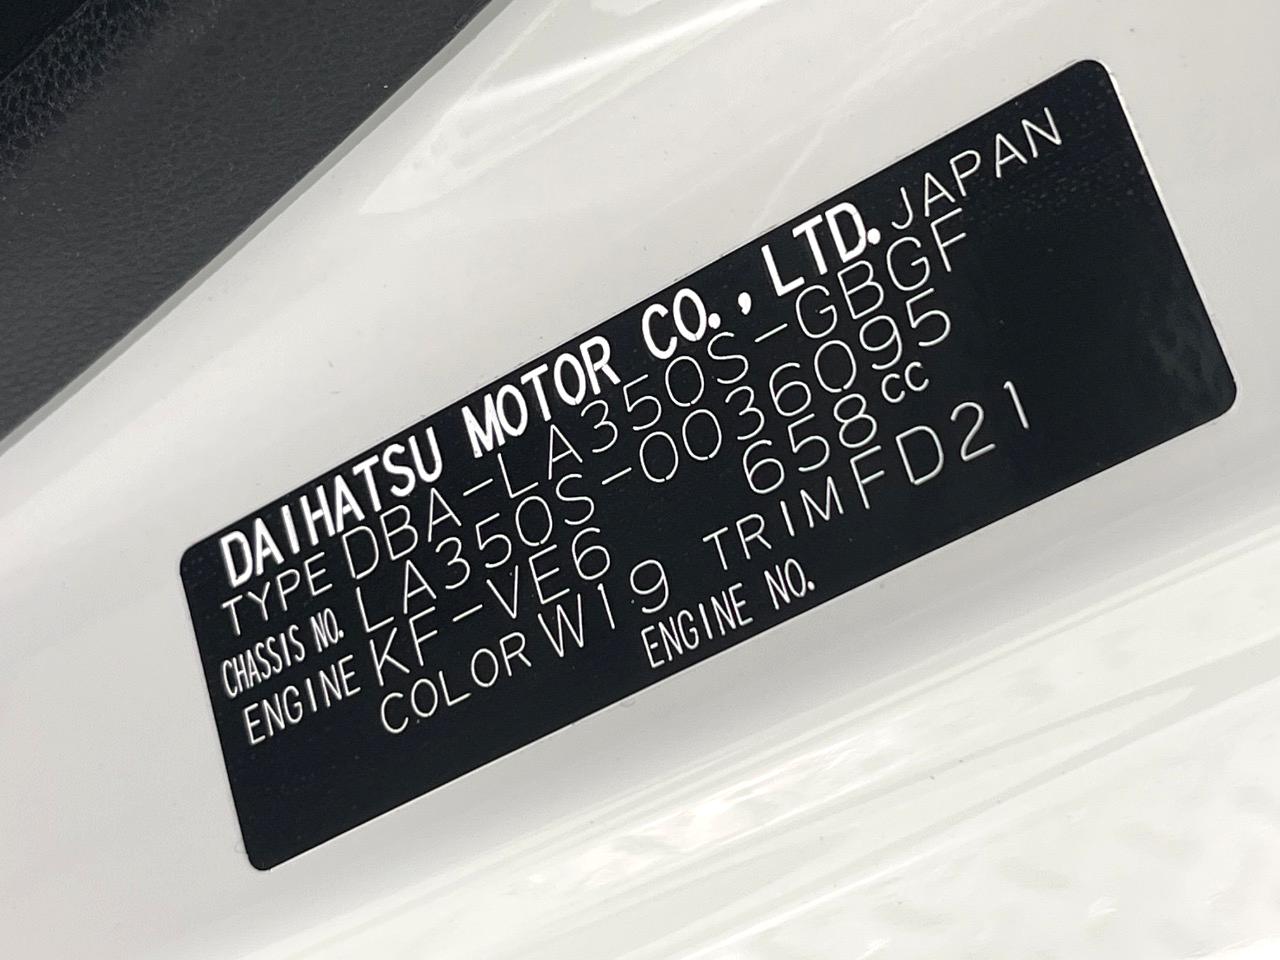 DAIHATSU MOTOR CO., LTD. JAPAN
TYPE DBA-LA350S-GBGF
CHASSIS NO. LA350S-0036095
ENGINE KF-VE6 658cc
COLOR W19 TRIM FD21
ENGINE NO.